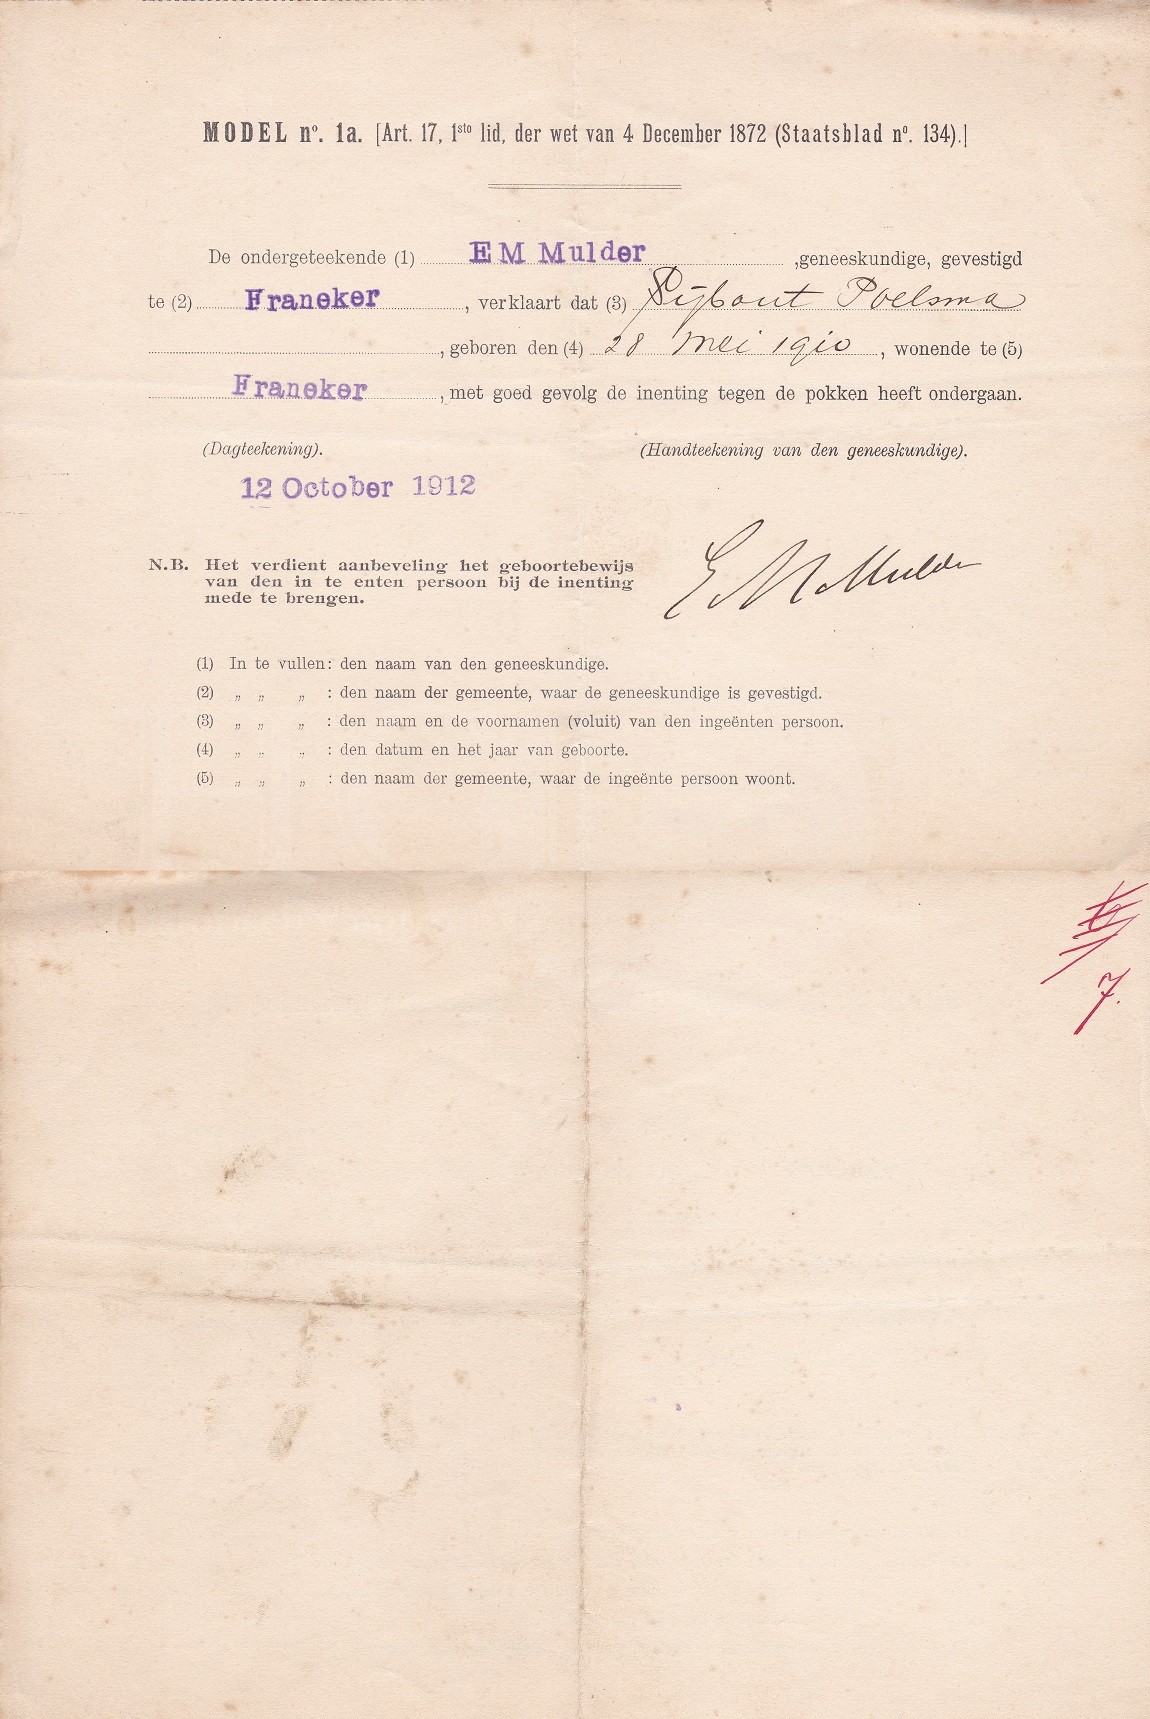 MODEL nº. 1a. [Art. 17, 1sto lid, der wet van 4 December 1872 (Staatsblad nº. 134).]
De ondergeteekende (1) E M Mulder ,geneeskundige, gevestigd
te (2) Franeker , verklaart dat (3) Sijbout Poelsma
, geboren den (4) 28 Mei 1910 , wonende te (5)
Franeker , met goed gevolg de inenting tegen de pokken heeft ondergaan.
(Dagteekening). (Handteekening van den geneeskundige).
12 October 1912
E M Mulder
N.B. Het verdient aanbeveling het geboortebewijs
van den in te enten persoon bij de inenting
mede te brengen.
(1) In te vullen: den naam van den geneeskundige.
(2) „ „ „ : den naam der gemeente, waar de geneeskundige is gevestigd.
(3) „ „ „ : den naam en de voornamen (voluit) van den ingeënten persoon.
(4) „ „ „ : den datum en het jaar van geboorte.
(5) „ „ „ : den naam der gemeente, waar de ingeënte persoon woont.
7.